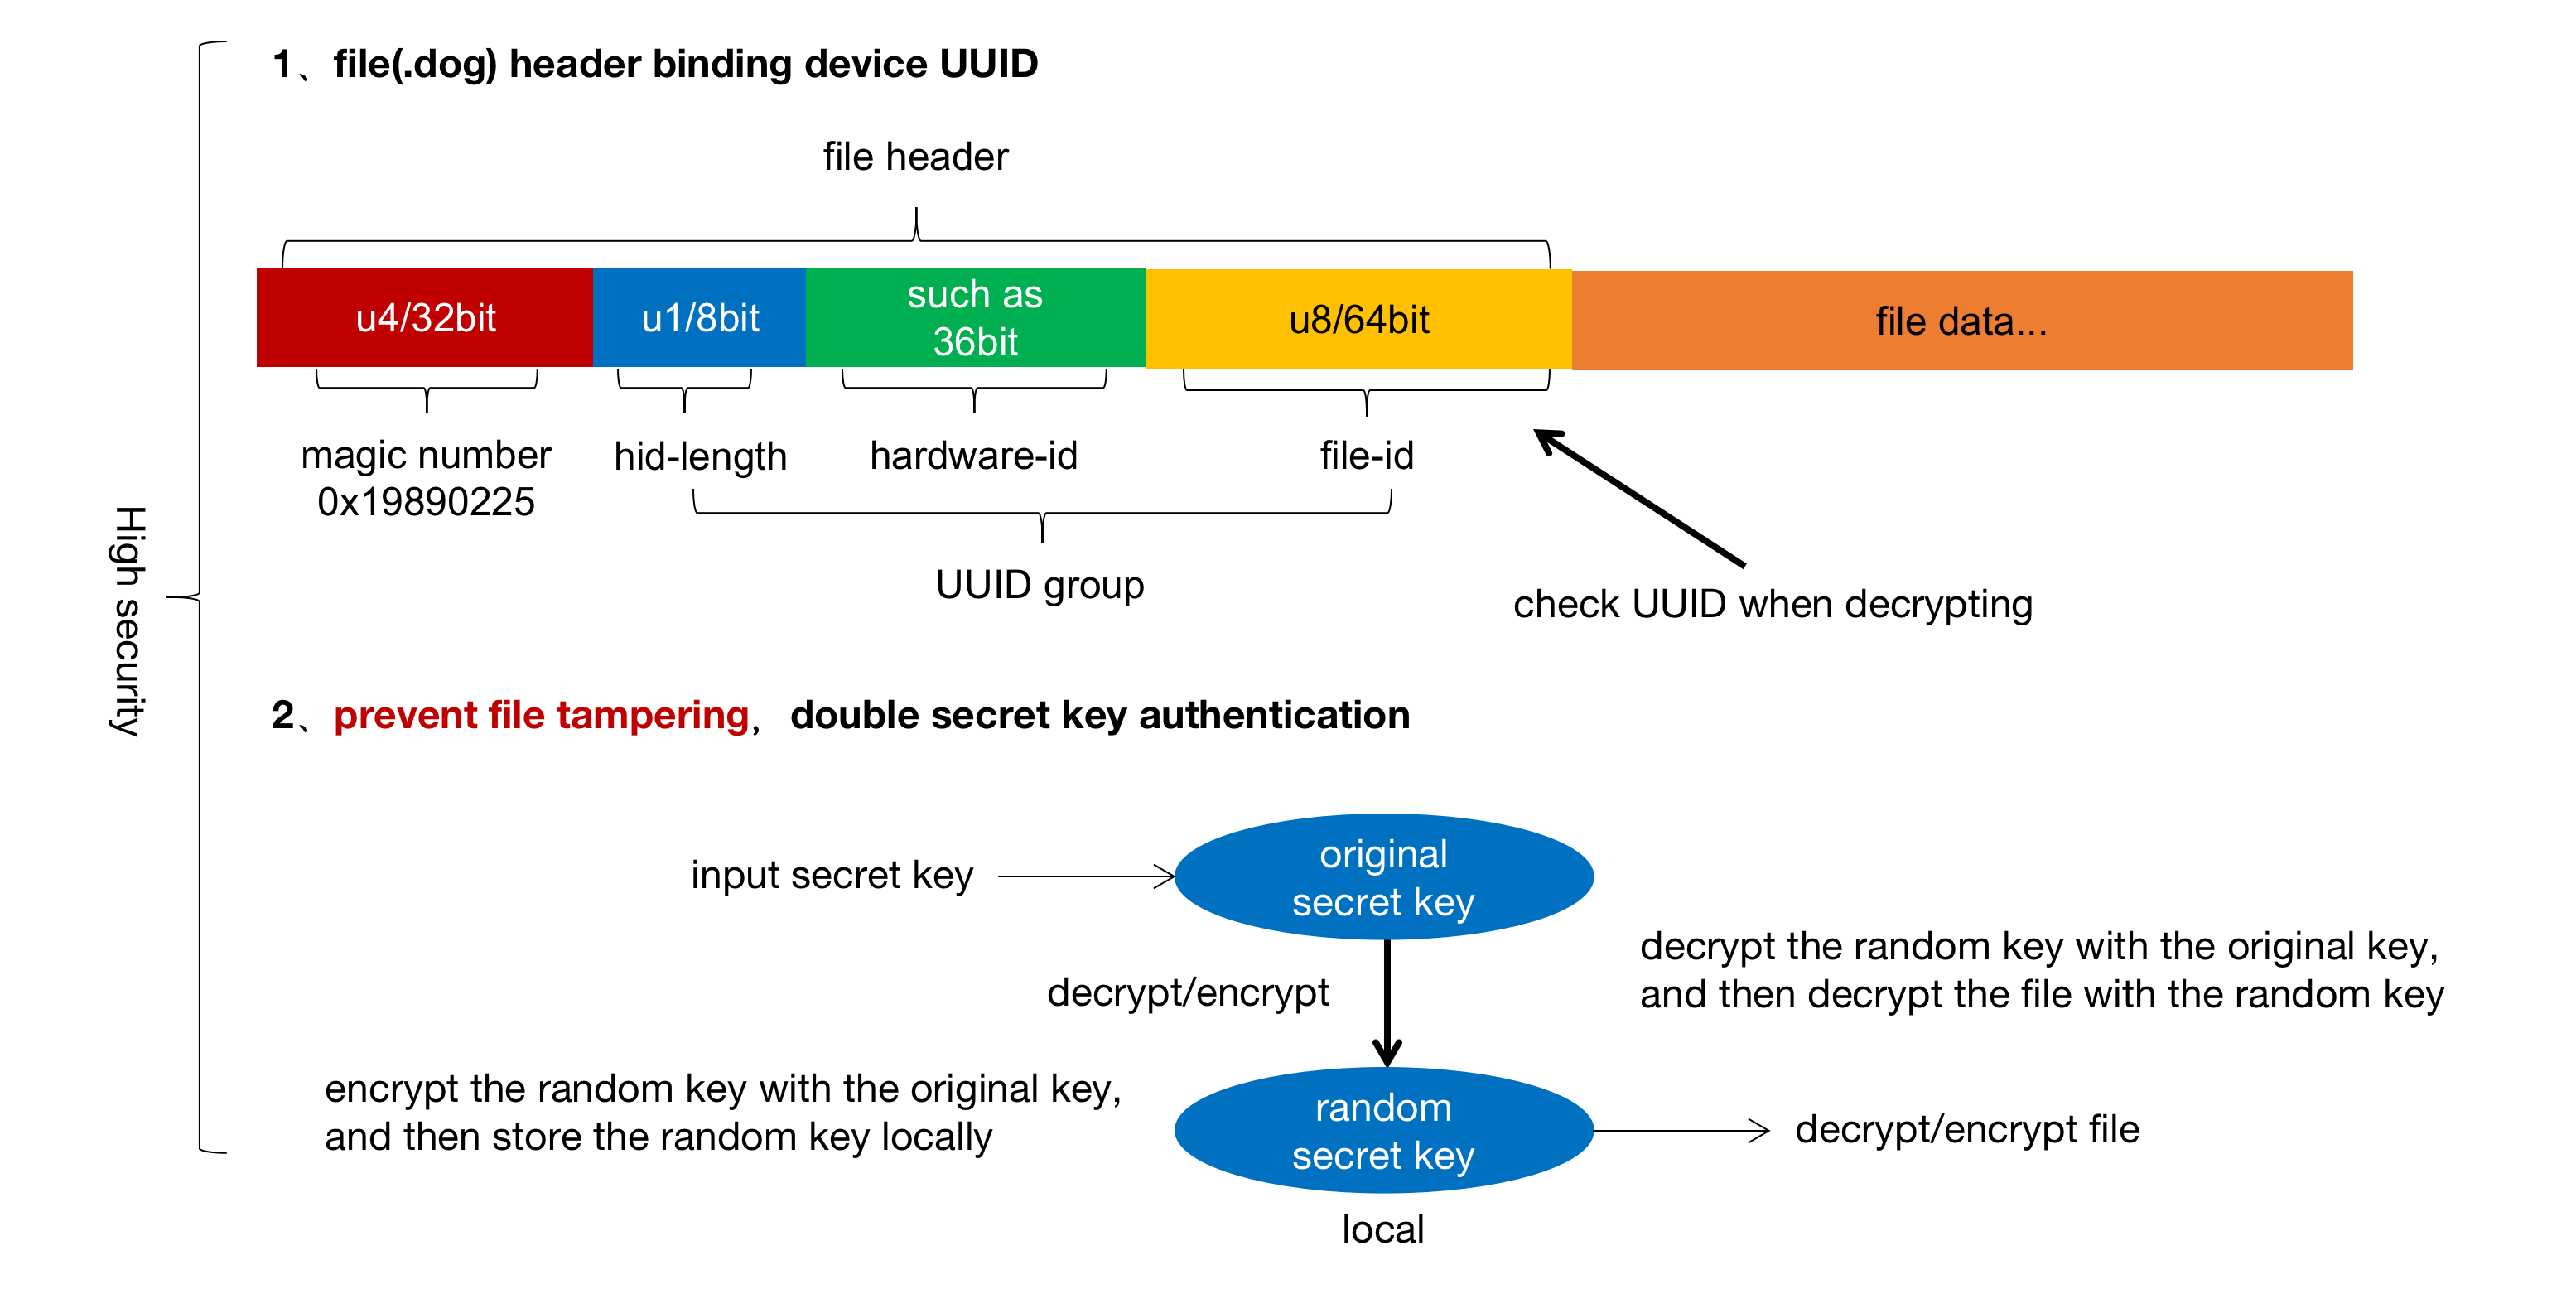 1、file(.dog) header binding device UUID
file header
u4/32bit
u1/8bit
such as
36bit
u8/64bit
file data...
magic number
0x19890225
hid-length
hardware-id
file-id
UUID group
check UUID when decrypting
High security
2、prevent file tampering， double secret key authentication
input secret key
original
secret key
decrypt the random key with the original key,
and then decrypt the file with the random key
decrypt/encrypt
encrypt the random key with the original key,
and then store the random key locally
random
secret key
decrypt/encrypt file
local